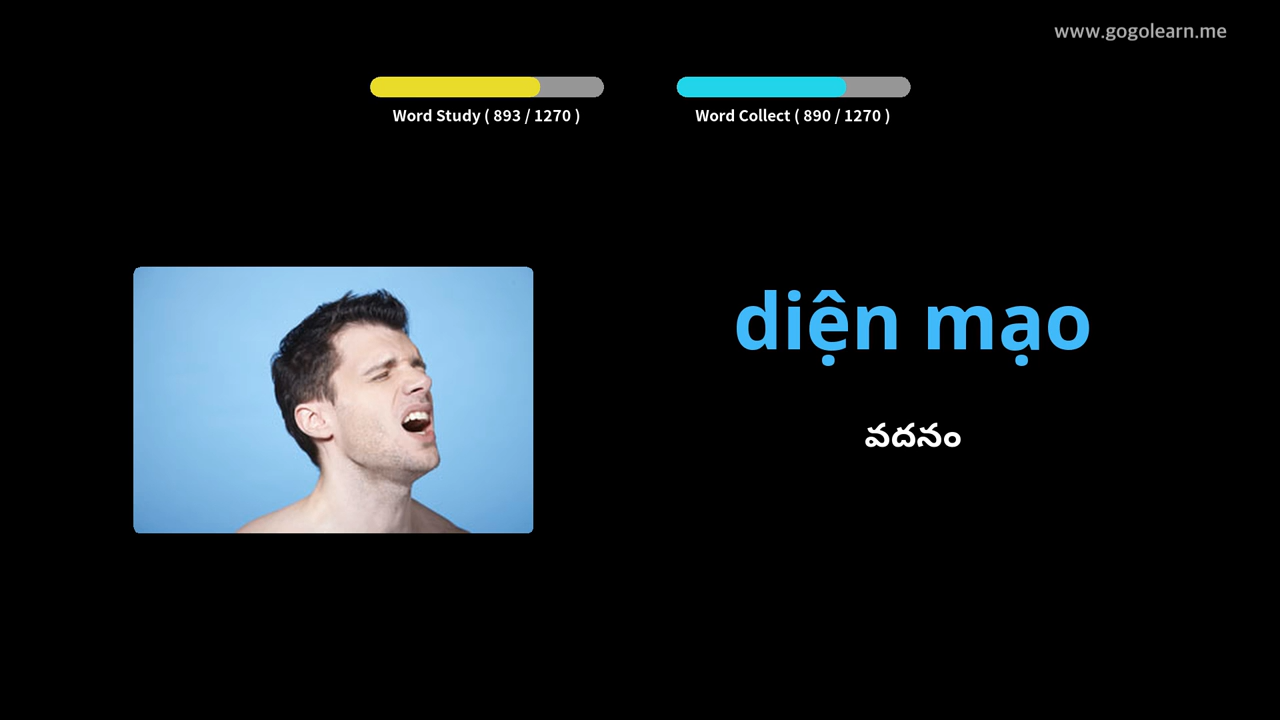 www.gogolearn.me
Word Study ( 893 / 1270 )
Word Collect ( 890 / 1270 )
diện mạo
వదనం